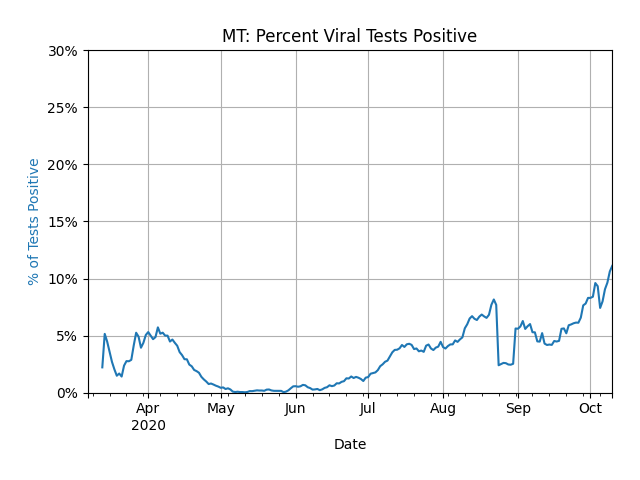 MT: Percent Viral Tests Positive
30%
25%
20%
15%
10%
5%
0%
% of Tests Positive
Apr
2020
May
Jun
Jul
Aug
Sep
Oct
Date